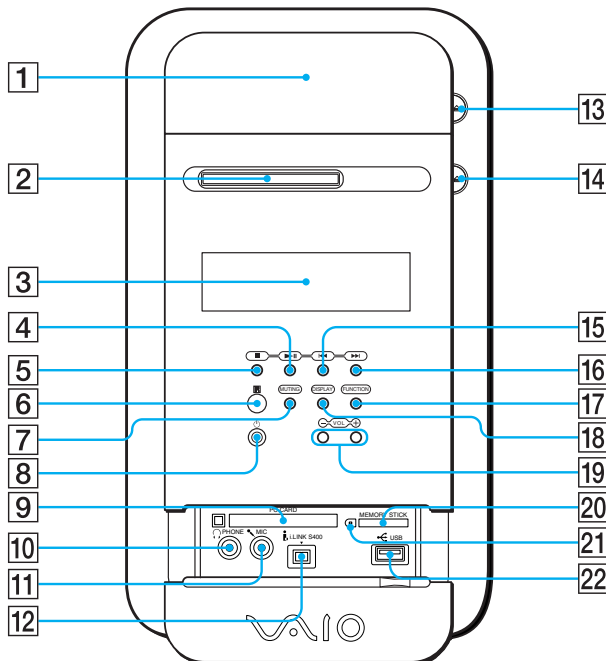 1
13
2
14
3
4
15
5
16
6
MUTING
DISPLAY
FUNCTION
17
7
18
VOL
8
19
9
PC CARD
MEMORY STICK
20
PHONE
MIC
i.LINK S400
USB
10
21
11
22
12
VAIO